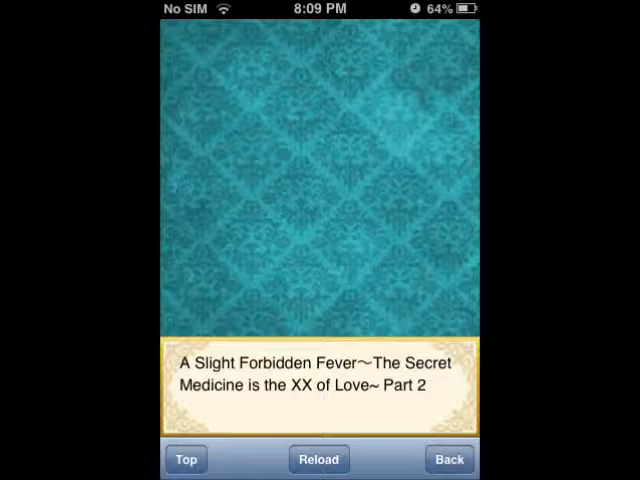 No SIM 8:09 PM 64%
A Slight Forbidden Fever～The Secret
Medicine is the XX of Love~ Part 2
Top Reload Back